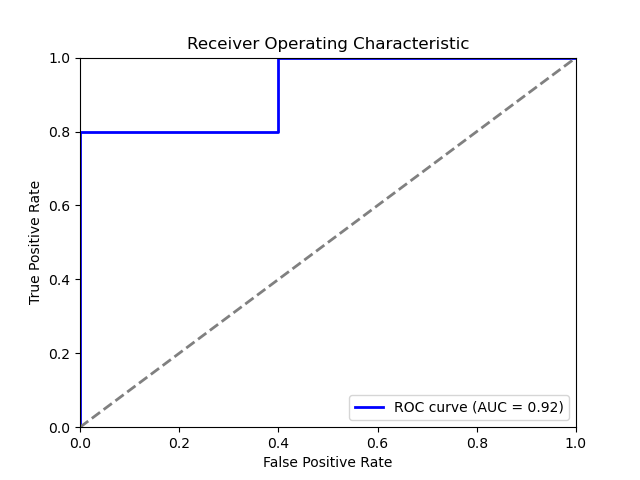 Receiver Operating Characteristic
1.0
0.8
0.6
0.4
0.2
0.0
True Positive Rate
ROC curve (AUC = 0.92)
0.0 0.2 0.4 0.6 0.8 1.0
False Positive Rate